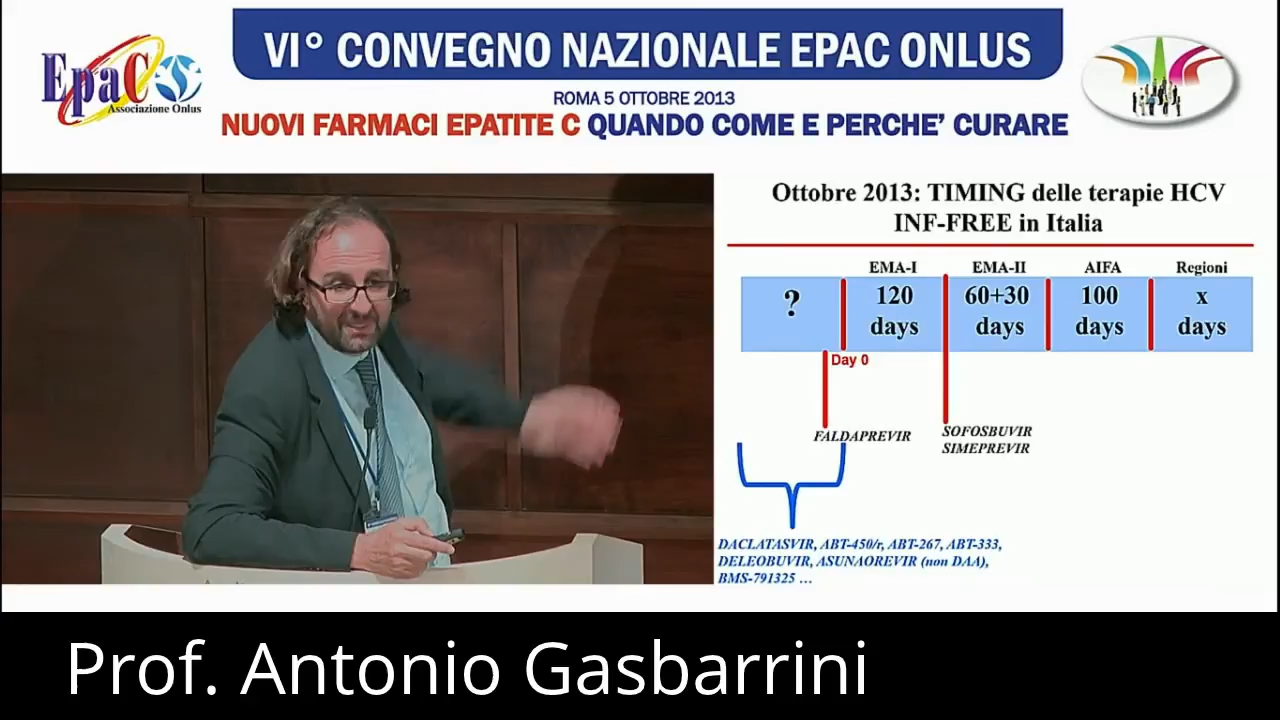 EpaC
Associazione Onlus
VI° CONVEGNO NAZIONALE EPAC ONLUS
ROMA 5 OTTOBRE 2013
NUOVI FARMACI EPATITE C QUANDO COME E PERCHE’ CURARE
Ottobre 2013: TIMING delle terapie HCV
INF-FREE in Italia
EMA-I EMA-II AIFA Regioni
? 120 60+30 100 x
days days days days
Day 0
FALDAPREVIR
SOFOSBUVIR
SIMEPREVIR
DACLATASVIR, ABT-450/r, ABT-267, ABT-333,
DELEOBUVIR, ASUNAOREVIR (non DAA),
BMS-791325 ...
Prof. Antonio Gasbarrini